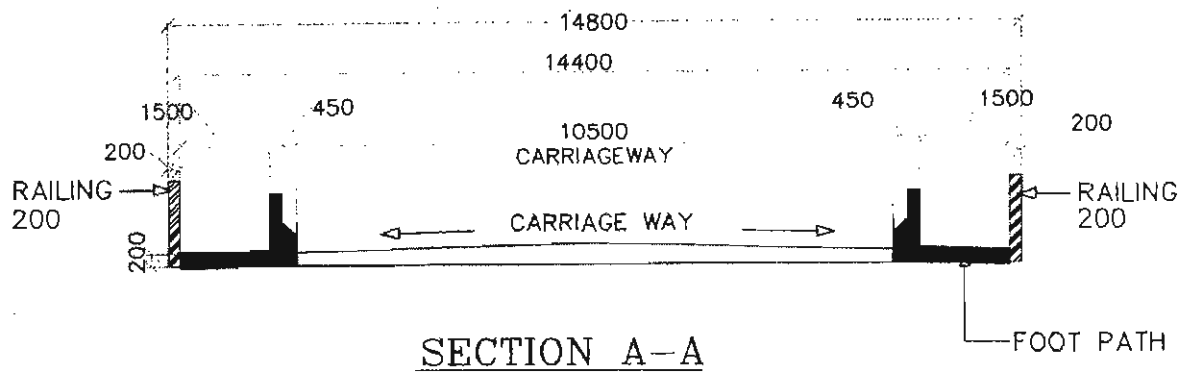 14800
14400
1500
450
450
1500
200
10500
200
CARRIAGEWAY
RAILING
200
CARRIAGE WAY
RAILING
200
200
FOOT PATH
SECTION A-A